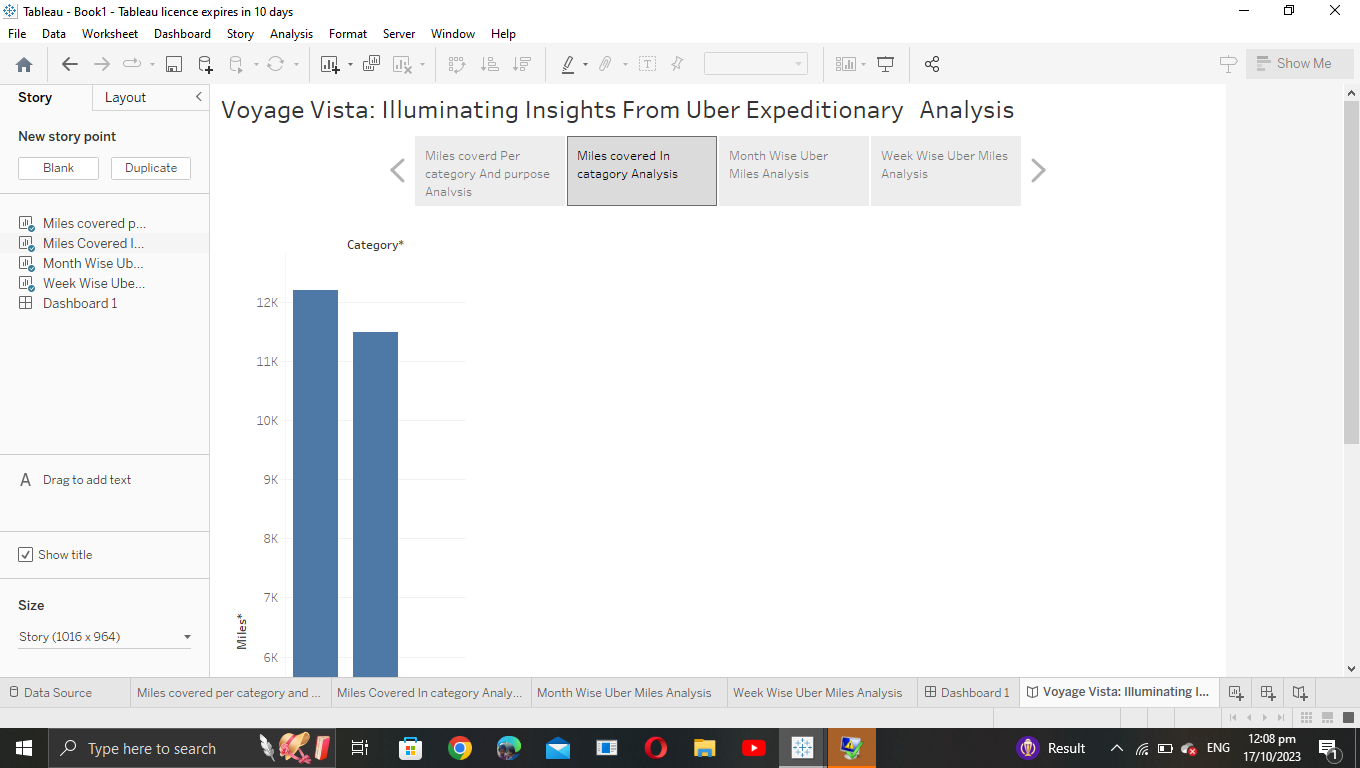 Tableau - Book1 - Tableau licence expires in 10 days
File Data Worksheet Dashboard Story Analysis Format Server Window Help
Show Me
Story Layout
New story point
Blank Duplicate
Miles covered p...
Miles Covered I...
Month Wise Ub...
Week Wise Ube...
Dashboard 1
A Drag to add text
Show title
Size
Story (1016 x 964)
Voyage Vista: Illuminating Insights From Uber Expeditionary Analysis
Miles coverd Per
category And purpose
Analysis
Miles covered In
catagory Analysis
Month Wise Uber
Miles Analysis
Week Wise Uber Miles
Analysis
Category*
12K
11K
10K
9K
8K
7K
6K
Miles*
Data Source Miles covered per category and ... Miles Covered In category Analy... Month Wise Uber Miles Analysis Week Wise Uber Miles Analysis Dashboard 1 Voyage Vista: Illuminating I...
Type here to search
Result
ENG
12:08 pm
17/10/2023
1